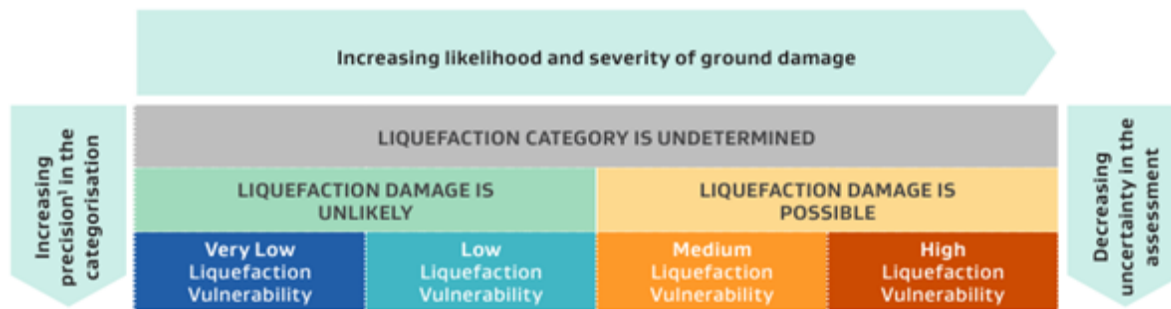 Increasing likelihood and severity of ground damage
Increasing
precision¹ in the
categorisation
LIQUEFACTION CATEGORY IS UNDETERMINED
LIQUEFACTION DAMAGE IS
UNLIKELY
LIQUEFACTION DAMAGE IS
POSSIBLE
Very Low
Liquefaction
Vulnerability
Low
Liquefaction
Vulnerability
Medium
Liquefaction
Vulnerability
High
Liquefaction
Vulnerability
Decreasing
uncertainty in the
assessment